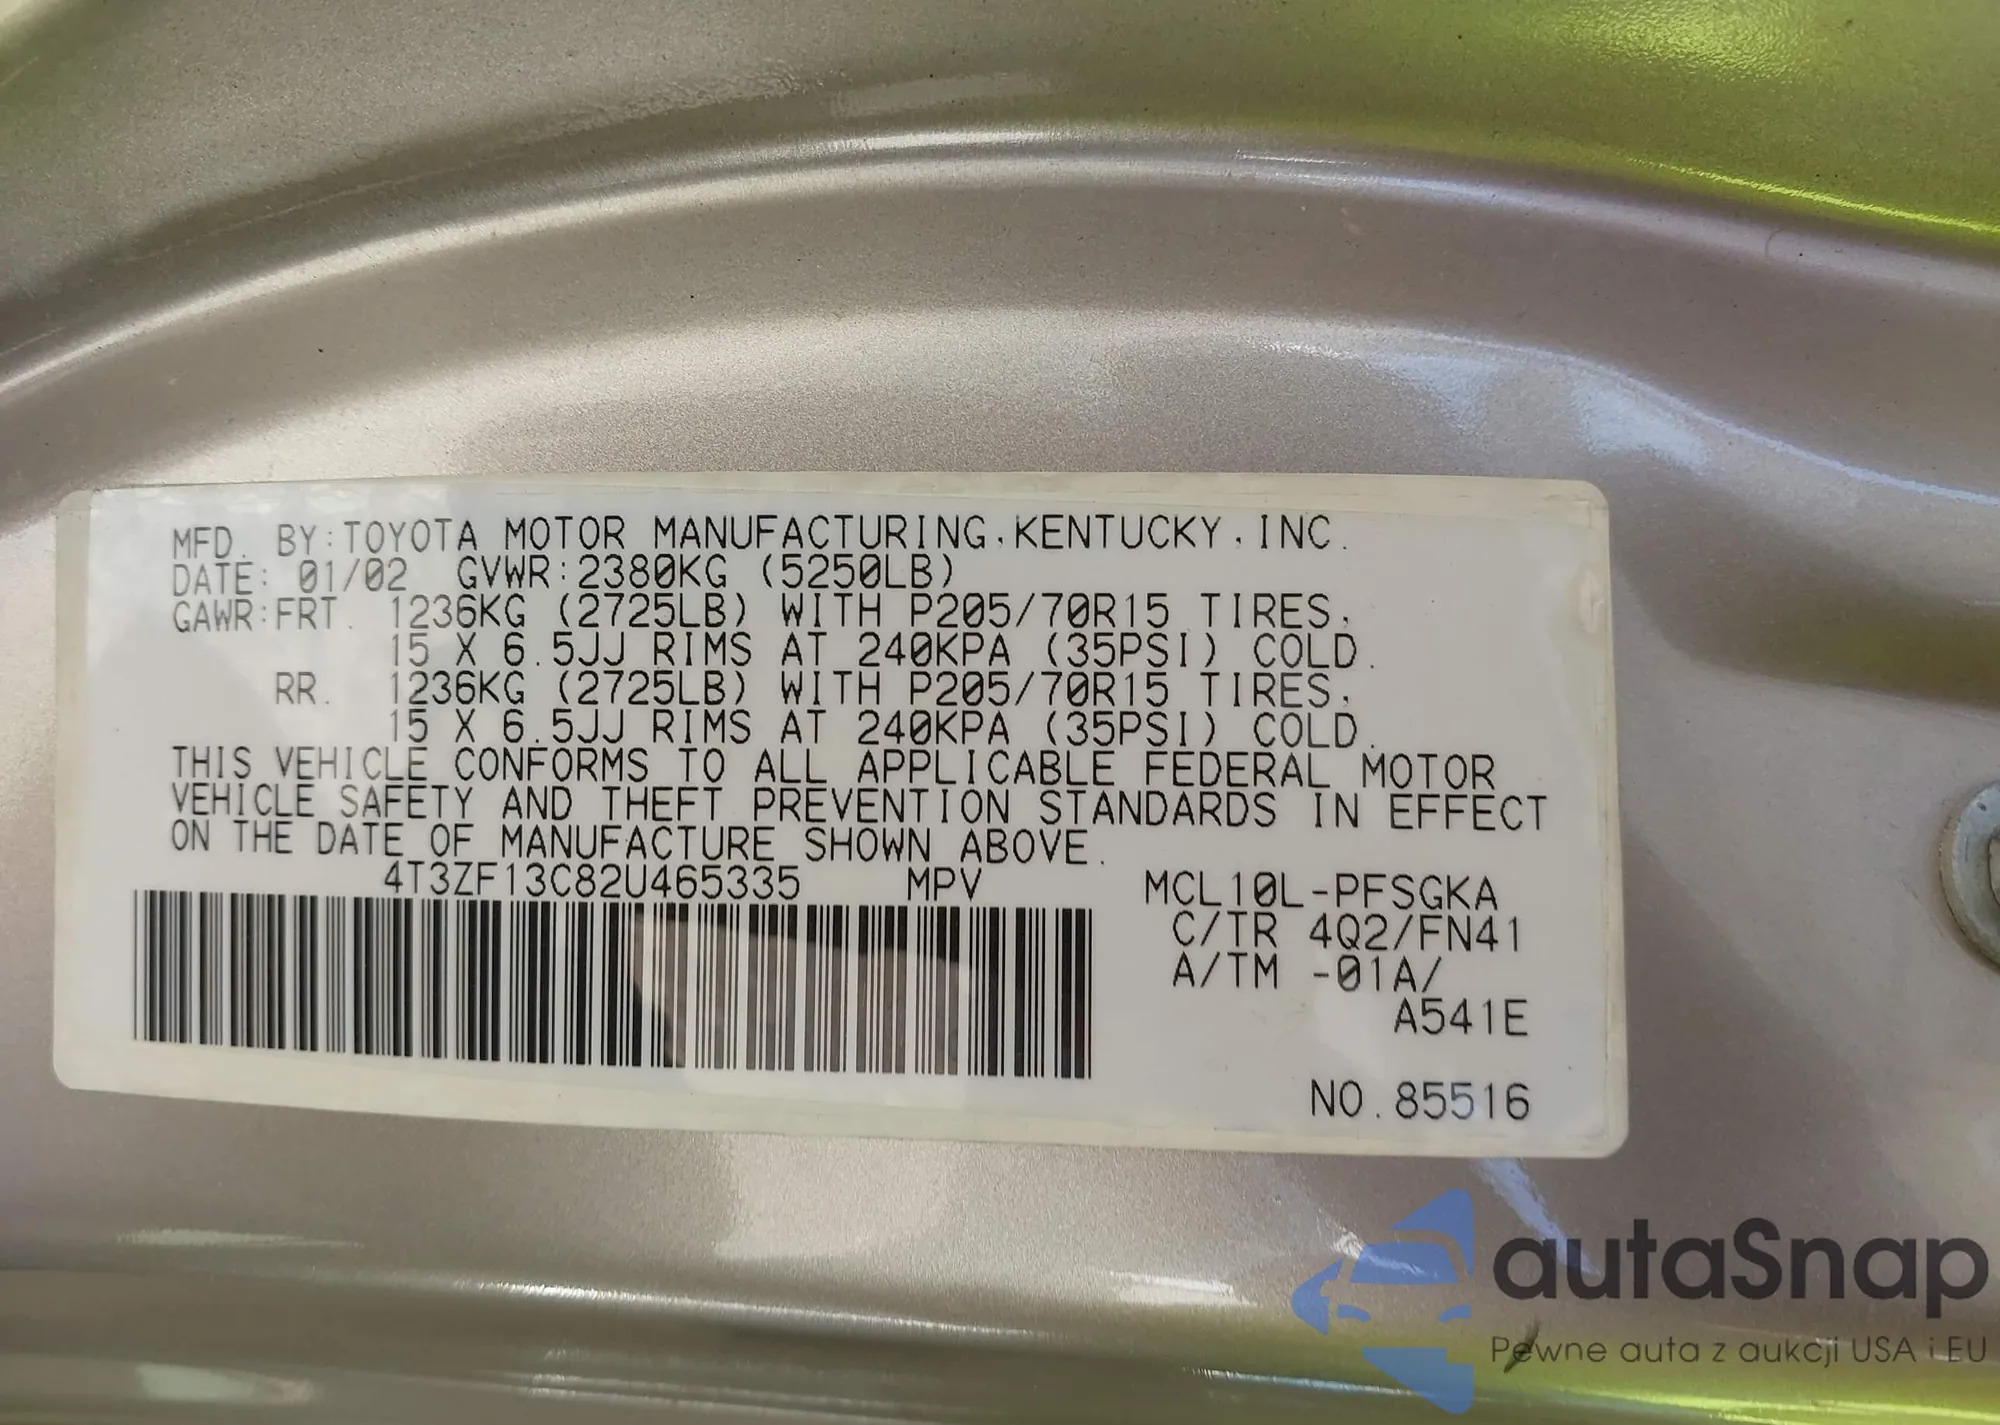 MFD. BY:TOYOTA MOTOR MANUFACTURING,KENTUCKY,INC.
DATE: 01/02 GVWR:2380KG (5250LB)
GAWR:FRT. 1236KG (2725LB) WITH P205/70R15 TIRES,
15 X 6.5JJ RIMS AT 240KPA (35PSI) COLD.
RR. 1236KG (2725LB) WITH P205/70R15 TIRES,
15 X 6.5JJ RIMS AT 240KPA (35PSI) COLD.
THIS VEHICLE CONFORMS TO ALL APPLICABLE FEDERAL MOTOR
VEHICLE SAFETY AND THEFT PREVENTION STANDARDS IN EFFECT
ON THE DATE OF MANUFACTURE SHOWN ABOVE.
4T3ZF13C82U465335 MPV MCL10L-PFSGKA
C/TR 4Q2/FN41
A/TM -01A/
A541E
NO.85516
autaSnap
Pewne auta z aukcji USA i EU